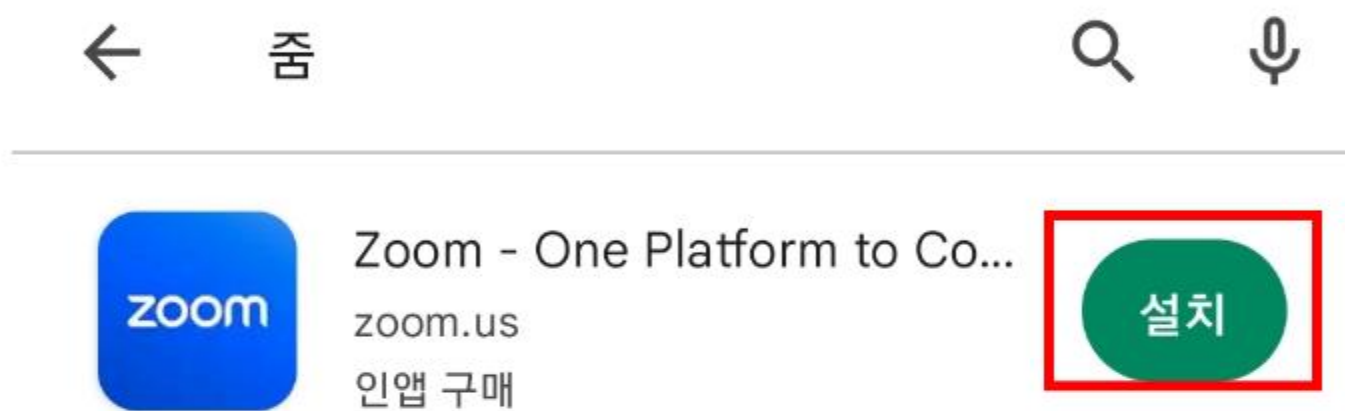 줌
Zoom - One Platform to Co...
zoom
zoom.us
설치
인앱 구매